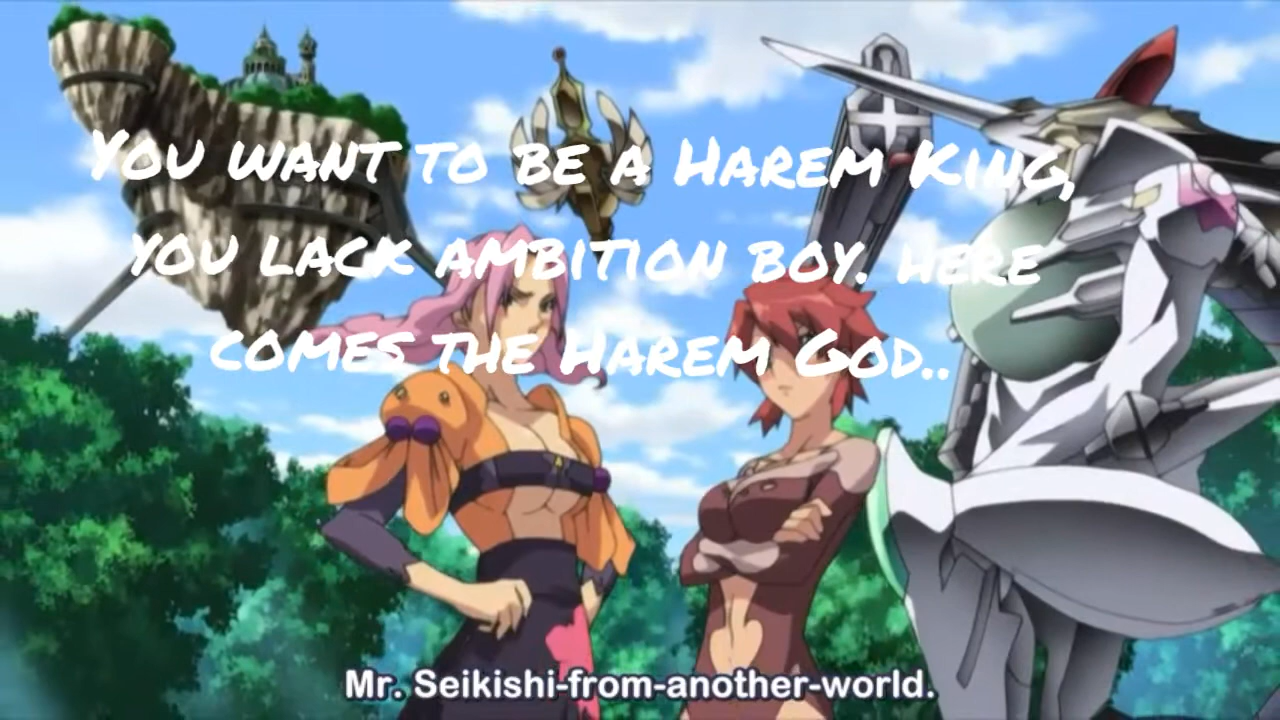 You want to be a Harem King,
you lack ambition boy. here
comes the Harem God..
Mr. Seikishi-from-another-world.